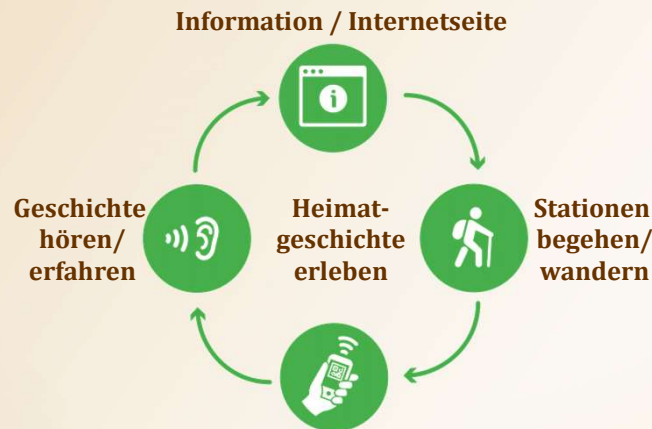 Information / Internetseite
i
Geschichte
hören/
erfahren
Heimat-
geschichte
erleben
Stationen
begehen/
wandern